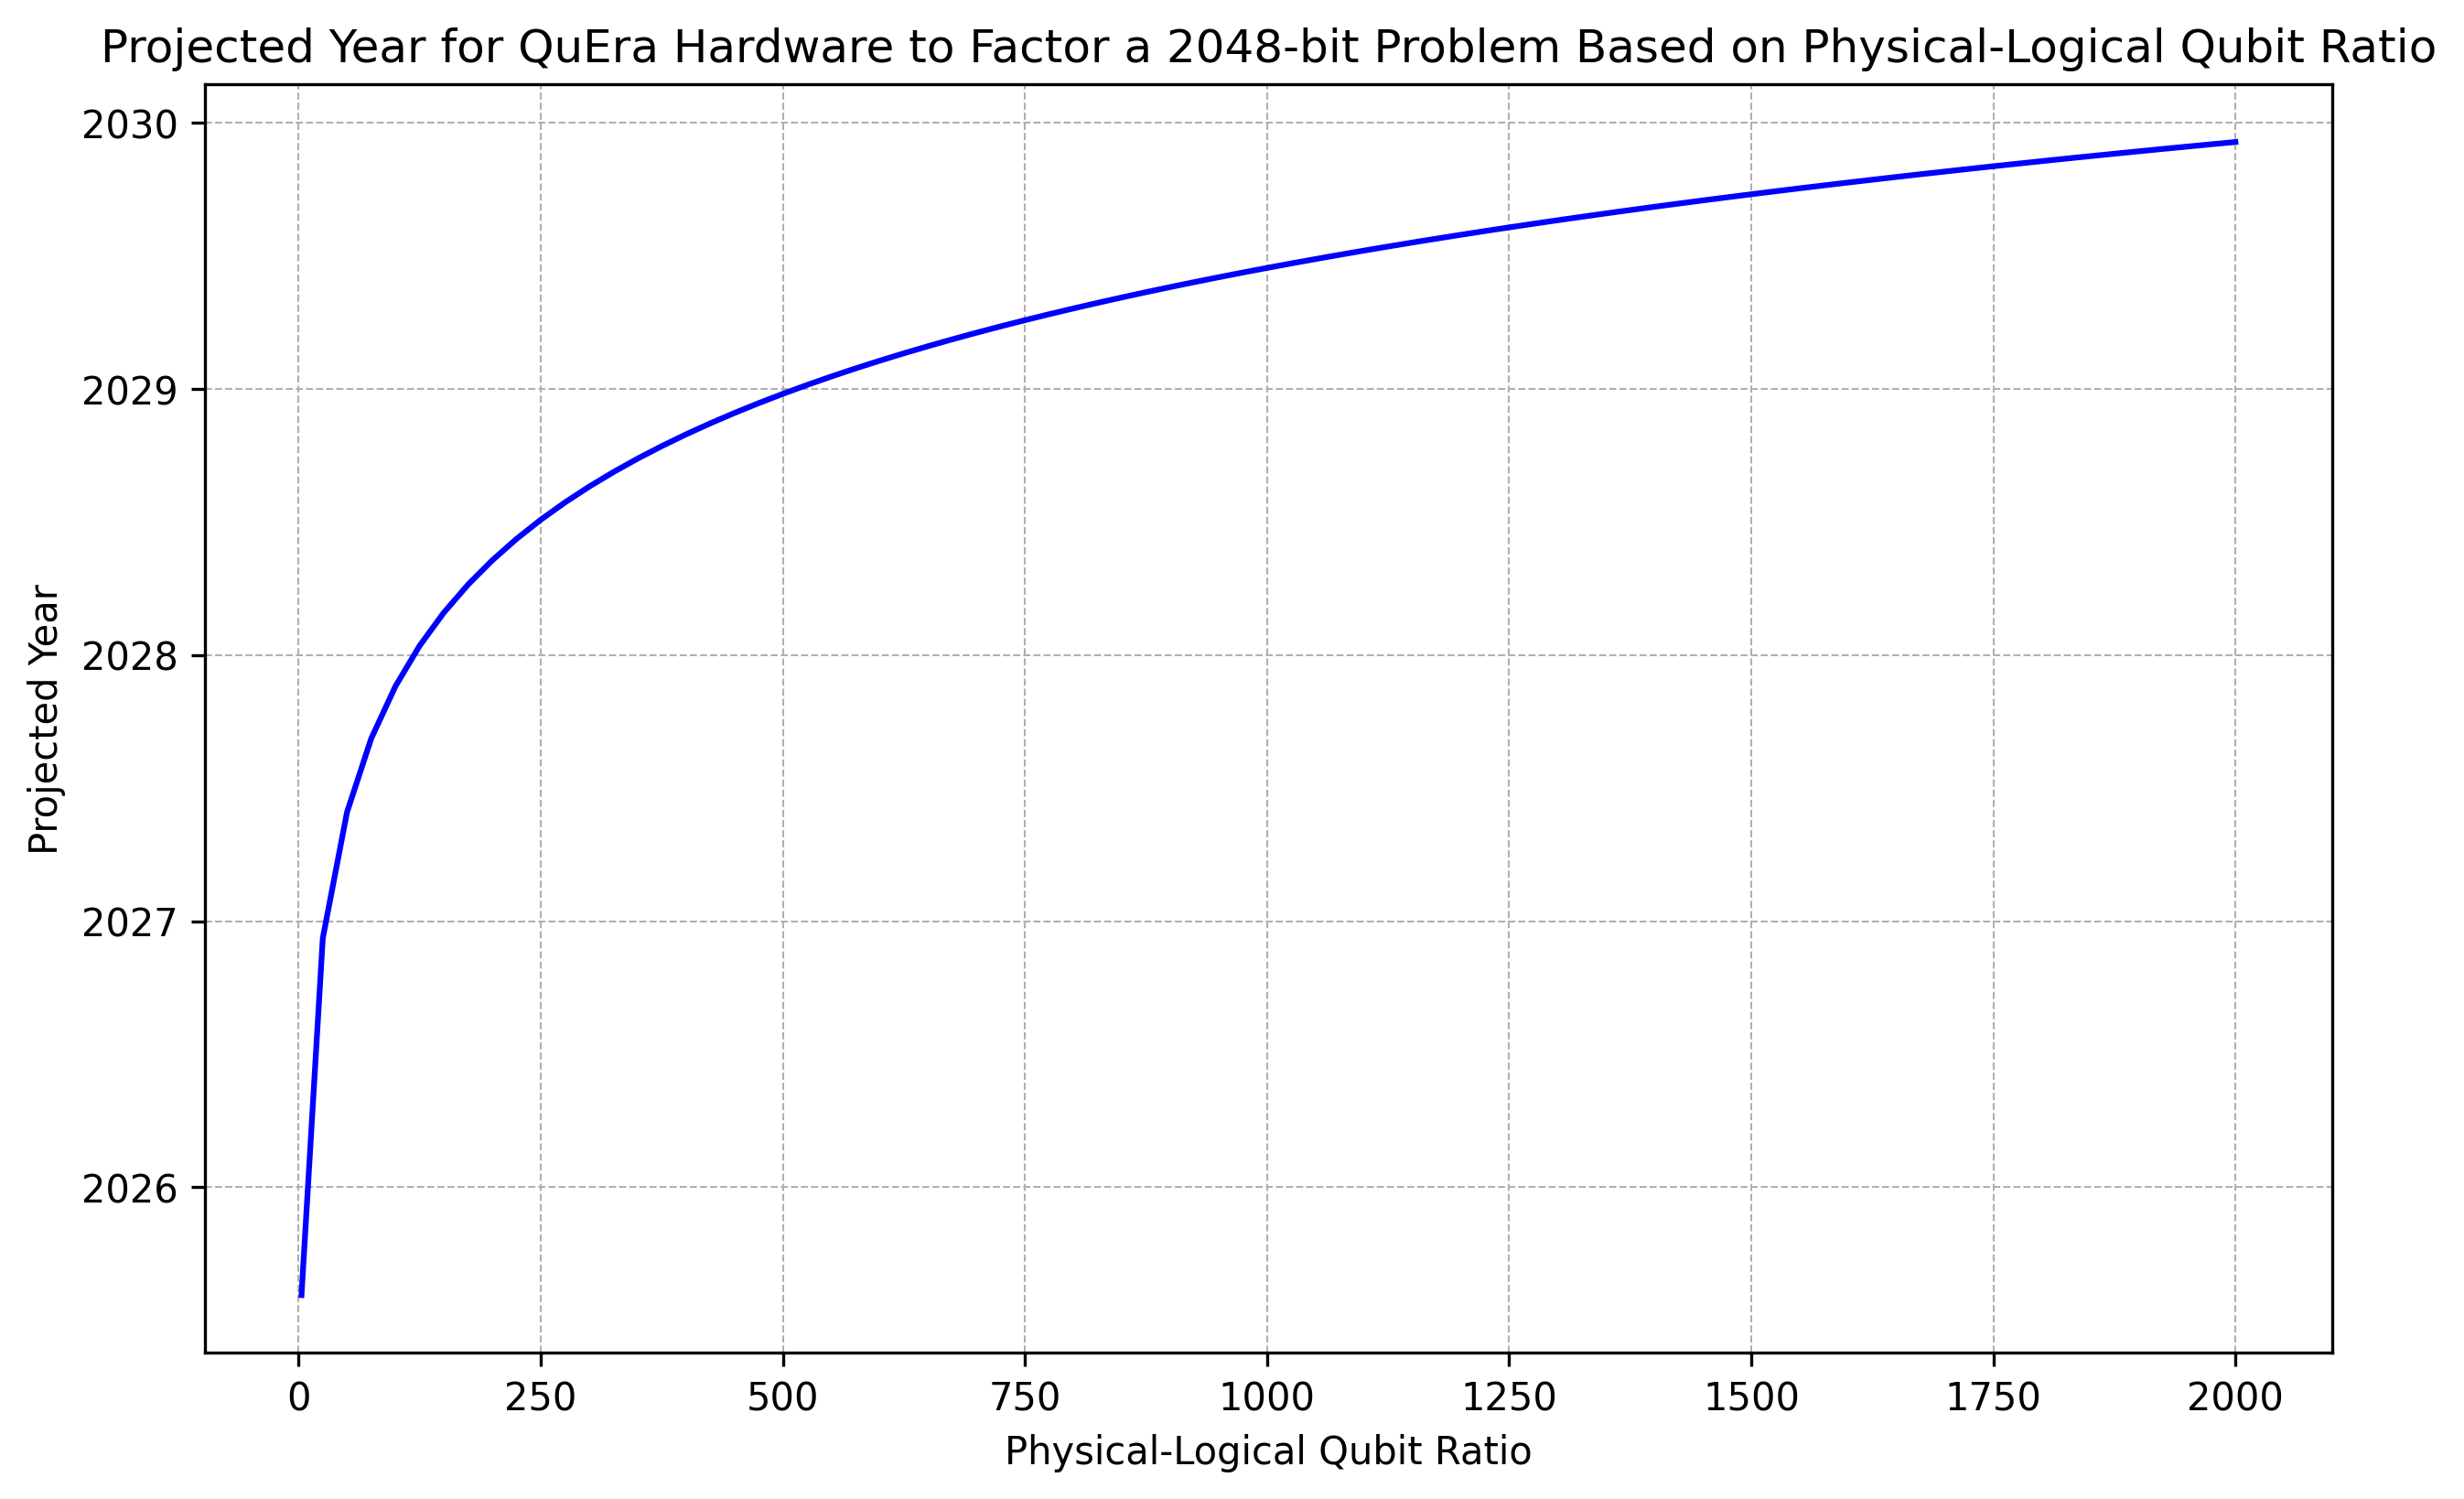 Projected Year for QuEra Hardware to Factor a 2048-bit Problem Based on Physical-Logical Qubit Ratio
2030
2029
2028
2027
2026
Projected Year
0 250 500 750 1000 1250 1500 1750 2000
Physical-Logical Qubit Ratio